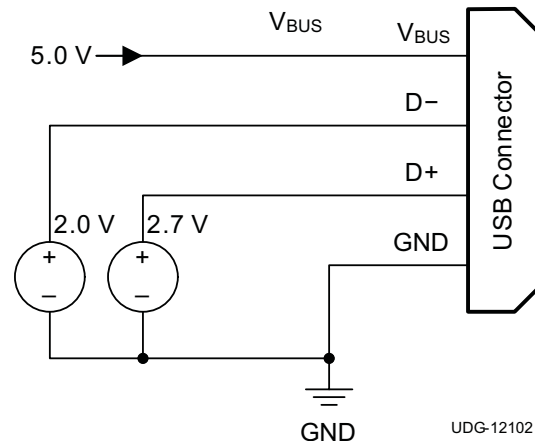 VBUS
VBUS
5.0 V
D−
D+
2.0 V
2.7 V
+
+
−
−
GND
USB Connector
GND
UDG-12102